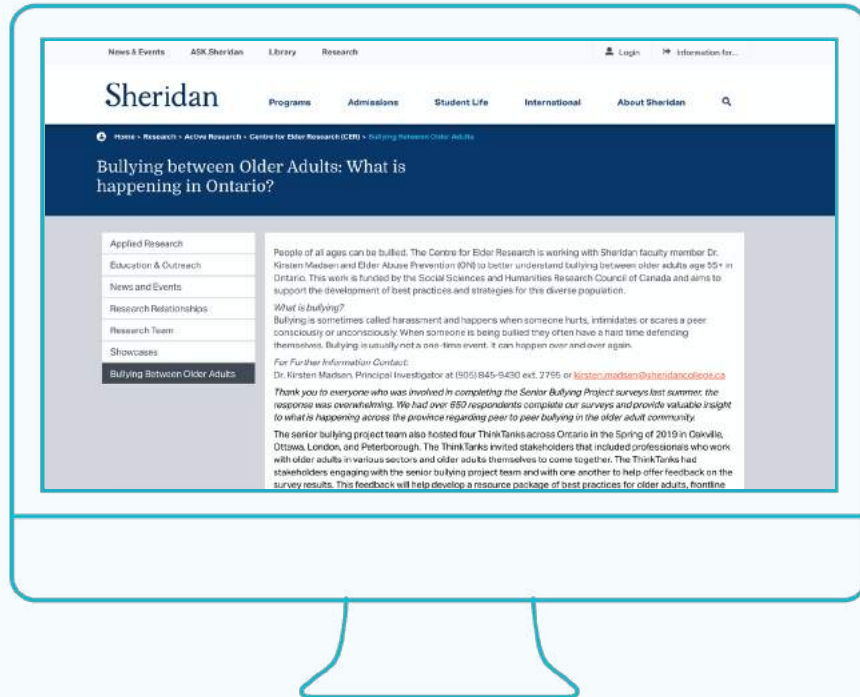 News & Events ASK.Sheridan Library Research Login Information for...
Sheridan Programs Admissions Student Life International About Sheridan
Home > Research > Active Research > Centre for Elder Research (CER) > Bullying Between Older Adults
Bullying between Older Adults: What is
happening in Ontario?
Applied Research
Education & Outreach
News and Events
Research Relationships
Research Team
Showcases
Bullying Between Older Adults
People of all ages can be bullied. The Centre for Elder Research is working with Sheridan faculty member Dr.
Kirsten Madsen and Elder Abuse Prevention (ON) to better understand bullying between older adults age 55+ in
Ontario. This work is funded by the Social Sciences and Humanities Research Council of Canada and aims to
support the development of best practices and strategies for this diverse population.
What is bullying?
Bullying is sometimes called harassment and happens when someone hurts, intimidates or scares a peer
consciously or unconsciously. When someone is being bullied they often have a hard time defending
themselves. Bullying is usually not a one-time event. It can happen over and over again.
For Further Information Contact:
Dr. Kirsten Madsen, Principal Investigator at (905) 845-9430 ext. 2795 or kirsten.madsen@sheridancollege.ca
Thank you to everyone who was involved in completing the Senior Bullying Project surveys last summer, the
response was overwhelming. We had over 650 respondents complete our surveys and provide valuable insight
to what is happening across the province regarding peer to peer bullying in the older adult community.
The senior bullying project team also hosted four ThinkTanks across Ontario in the Spring of 2019 in Oakville,
Ottawa, London, and Peterborough. The ThinkTanks invited stakeholders that included professionals who work
with older adults in various sectors and older adults themselves to come together. The ThinkTanks had
stakeholders engaging with the senior bullying project team and with one another to help offer feedback on the
survey results. This feedback will help develop a resource package of best practices for older adults, frontline